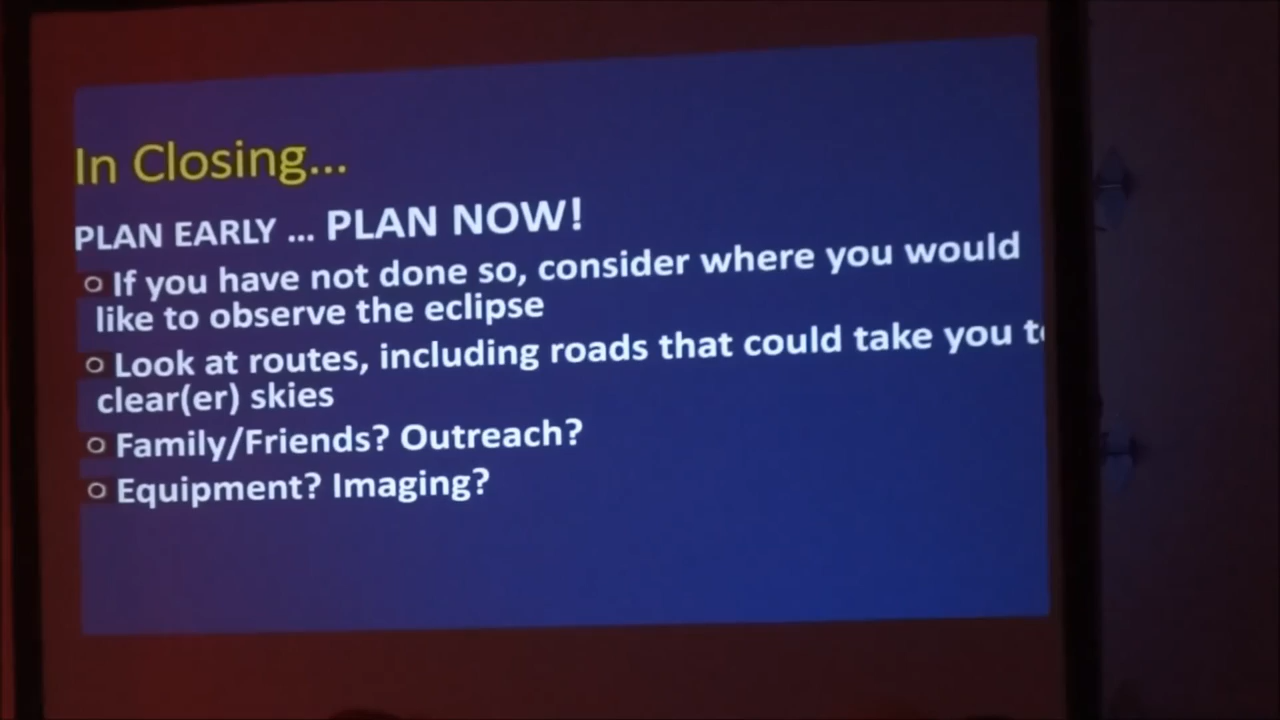 In Closing...
PLAN EARLY ... PLAN NOW!
o If you have not done so, consider where you would
like to observe the eclipse
o Look at routes, including roads that could take you
clear(er) skies
o Family/Friends? Outreach?
o Equipment? Imaging?